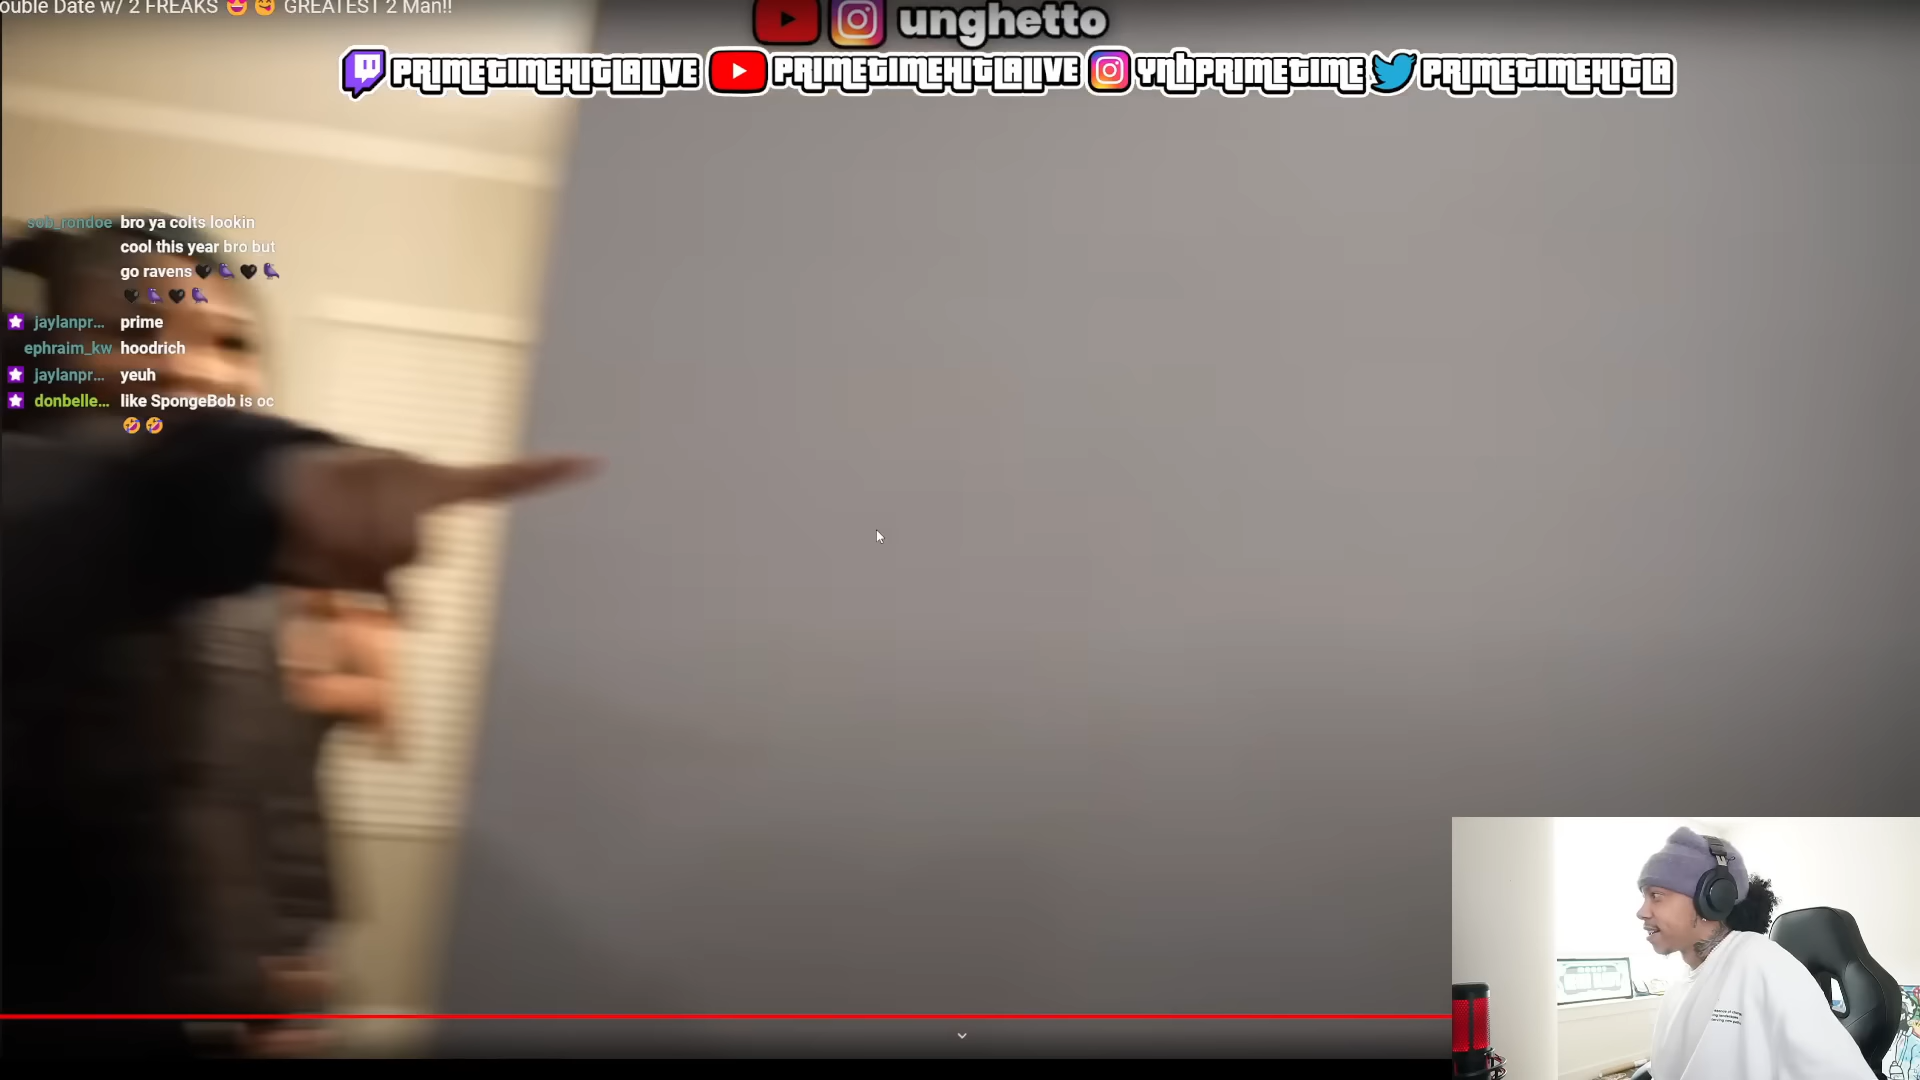 ouble Date w/ 2 FREAKS 🤩 😋 GREATEST 2 Man!!
unghetto
PRIMETIMEHITLALIVE PRIMETIMEHITLALIVE YNHPRIMETIME PRIMETIMEHITLA
sub_rondoe bro ya colts lookin
cool this year bro but
go ravens🖤🐦‍⬛🖤🐦‍⬛
🖤🐦‍⬛🖤🐦‍⬛
jaylanpr... prime
ephraim_kw hoodrich
jaylanpr... yeuh
donbelle... like SpongeBob is oc
🤣🤣